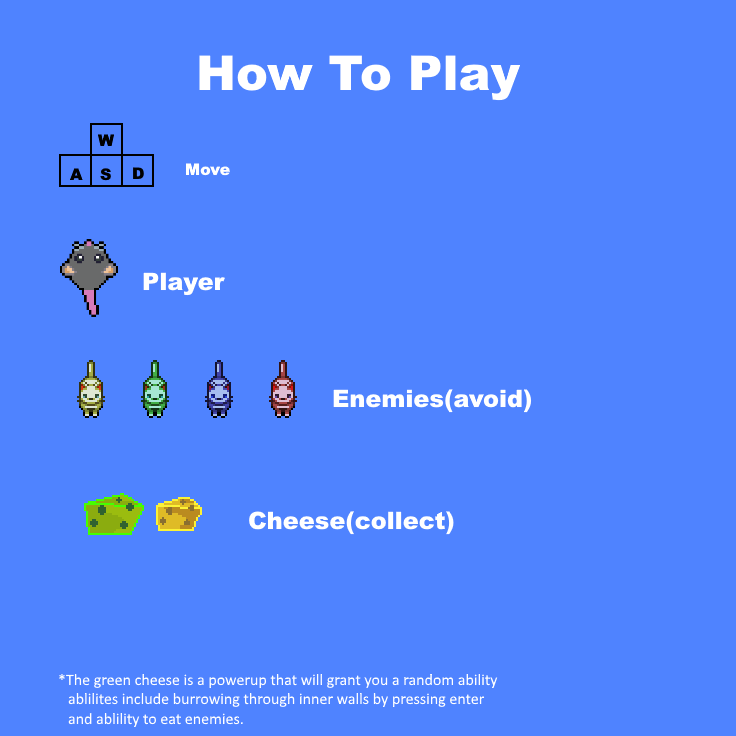 How To Play
W
A S D
Move
Player
Enemies(avoid)
Cheese(collect)
*The green cheese is a powerup that will grant you a random ability
ablilites include burrowing through inner walls by pressing enter
and ablility to eat enemies.